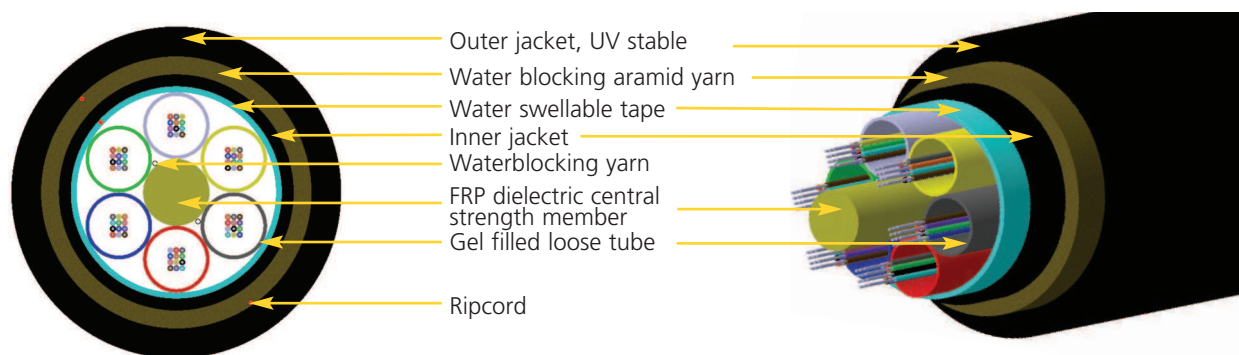 Outer jacket, UV stable
Water blocking aramid yarn
Water swellable tape
Inner jacket
Waterblocking yarn
FRP dielectric central
strength member
Gel filled loose tube
Ripcord